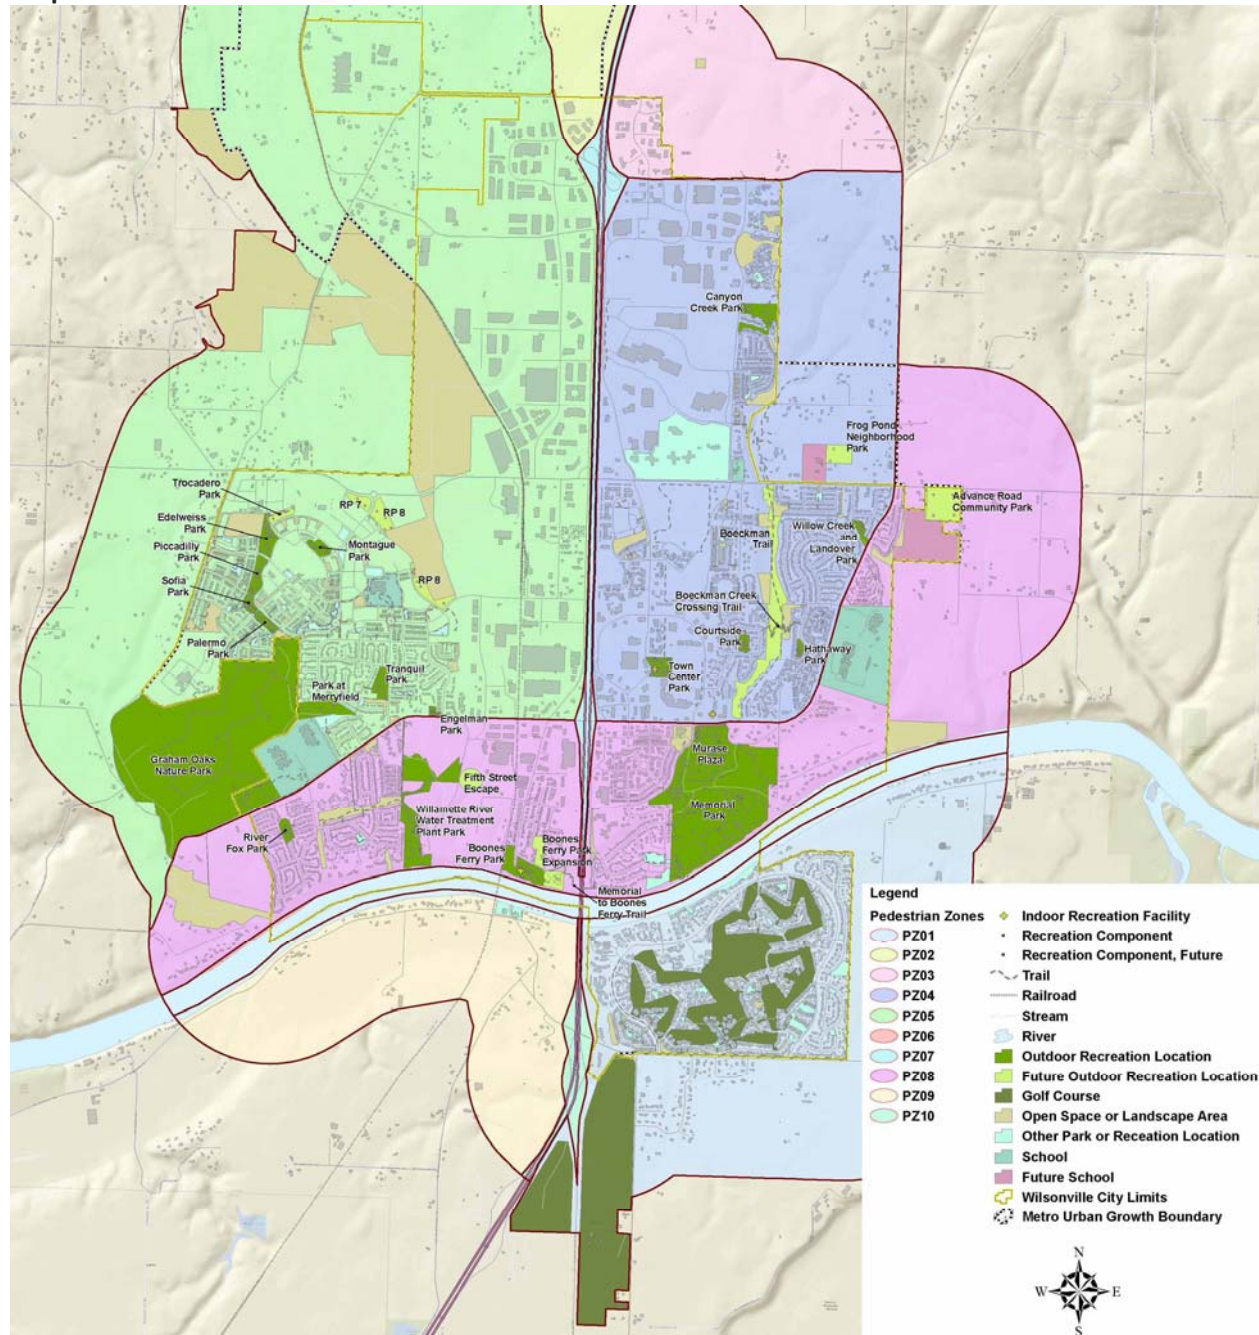 Canyon
Creek Park
Frog Pond
Neighborhood
Park
Trocadero
Park
RP 7
RP 8
Advance Road
Community Park
Edelweiss
Park
Piccadilly
Park
Montague
Park
Boeckman
Trail
Willow Creek
and
Landover
Park
Sofia
Park
RP 8
Boeckman Creek
Crossing Trail
Palermo
Park
Courtside
Park
Hathaway
Park
Tranquil
Park
Town
Center
Park
Park at
Merryfield
Engelman
Park
Graham Oaks
Nature Park
Murase
Plaza
Fifth Street
Escape
Willamette River
Water Treatment
Plant Park
Memorial
Park
River
Fox Park
Boones
Ferry Park
Boones
Ferry Park
Expansion
Memorial
to Boones
Ferry Trail
Legend
Pedestrian Zones
PZ01
PZ02
PZ03
PZ04
PZ05
PZ06
PZ07
PZ08
PZ09
PZ10
Indoor Recreation Facility
Recreation Component
Recreation Component, Future
Trail
Railroad
Stream
River
Outdoor Recreation Location
Future Outdoor Recreation Location
Golf Course
Open Space or Landscape Area
Other Park or Receation Location
School
Future School
Wilsonville City Limits
Metro Urban Growth Boundary
N
W
E
S